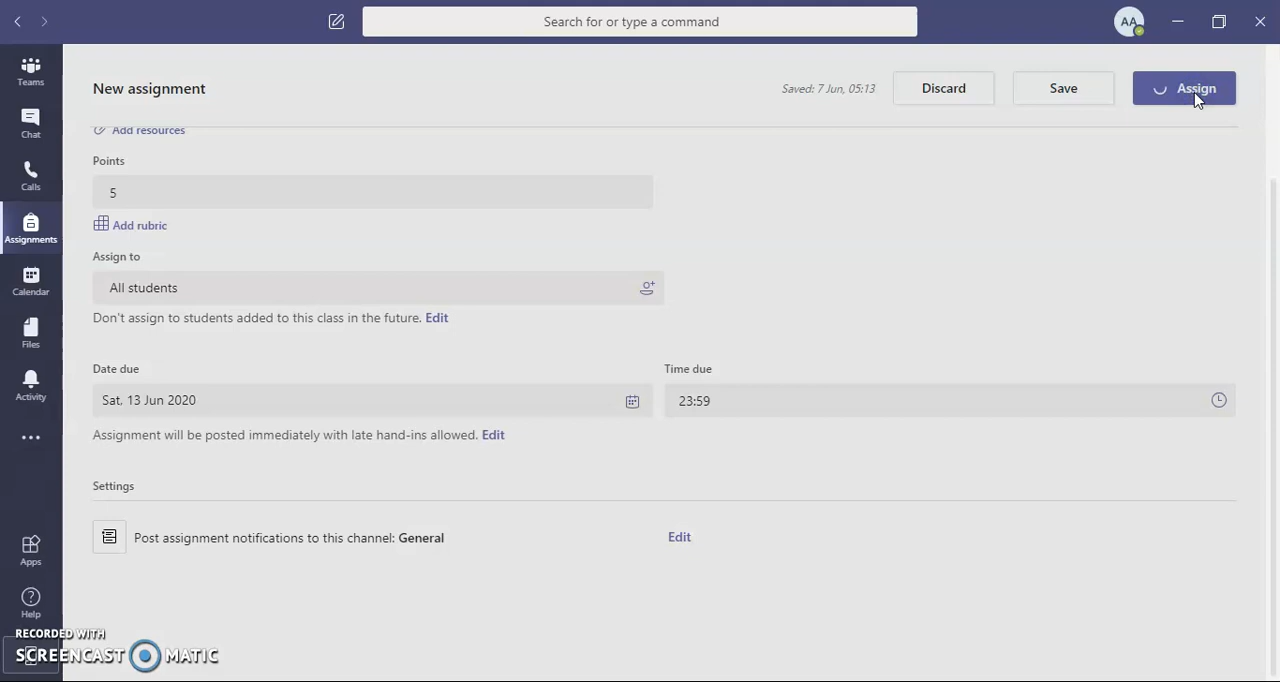 Search for or type a command
AA
Teams
Chat
Calls
Assignments
Calendar
Files
Activity
Apps
Help
New assignment
Saved: 7 Jun, 05:13
Discard
Save
Assign
Add resources
Points
5
Add rubric
Assign to
All students
Don't assign to students added to this class in the future. Edit
Date due
Time due
Sat, 13 Jun 2020
23:59
Assignment will be posted immediately with late hand-ins allowed. Edit
Settings
Post assignment notifications to this channel: General
Edit
RECORDED WITH
SCREENCAST MATIC